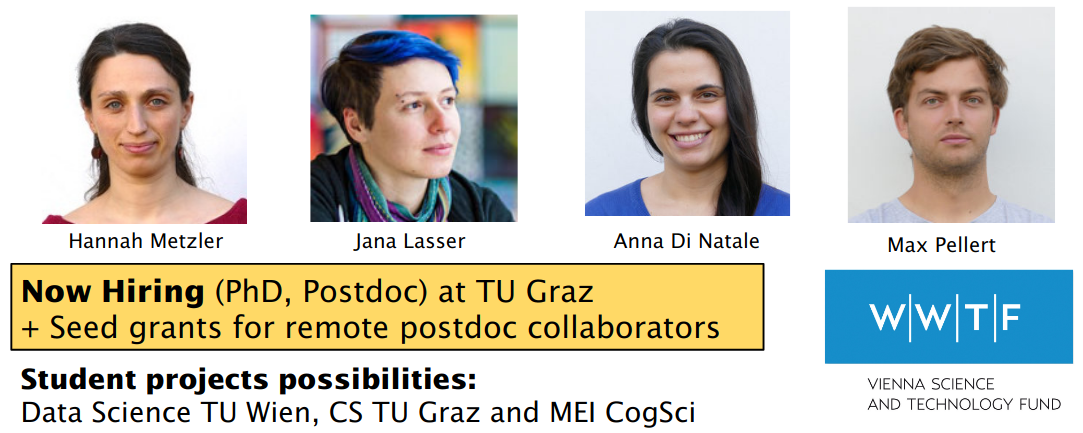 Hannah Metzler
Jana Lasser
Anna Di Natale
Max Pellert
Now Hiring (PhD, Postdoc) at TU Graz
+ Seed grants for remote postdoc collaborators
Student projects possibilities:
Data Science TU Wien, CS TU Graz and MEI CogSci
W|W|T|F
VIENNA SCIENCE
AND TECHNOLOGY FUND